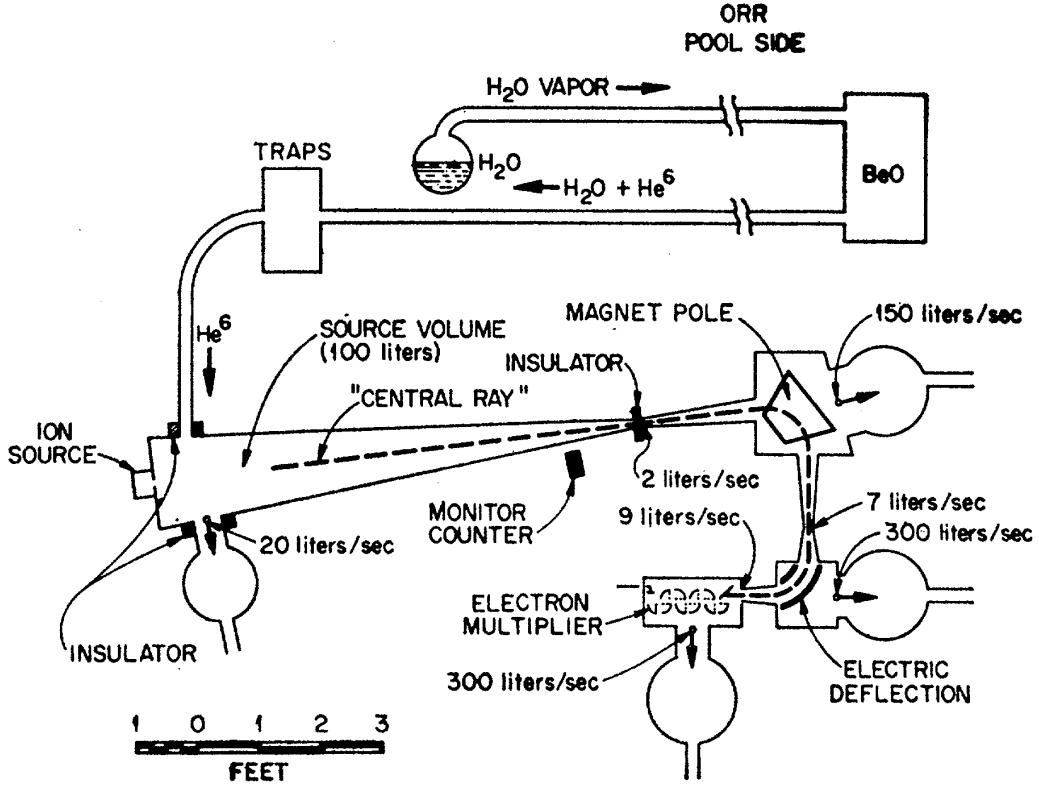 ORR
POOL SIDE
H₂O VAPOR
TRAPS
H₂O
BeO
H₂O + He⁶
He⁶
SOURCE VOLUME
(100 liters)
MAGNET POLE
150 liters/sec
INSULATOR
"CENTRAL RAY"
ION
SOURCE
2 liters/sec
MONITOR
COUNTER
9 liters/sec
7 liters/sec
300 liters/sec
20 liters/sec
ELECTRON
MULTIPLIER
INSULATOR
300 liters/sec
ELECTRIC
DEFLECTION
1 0 1 2 3
FEET